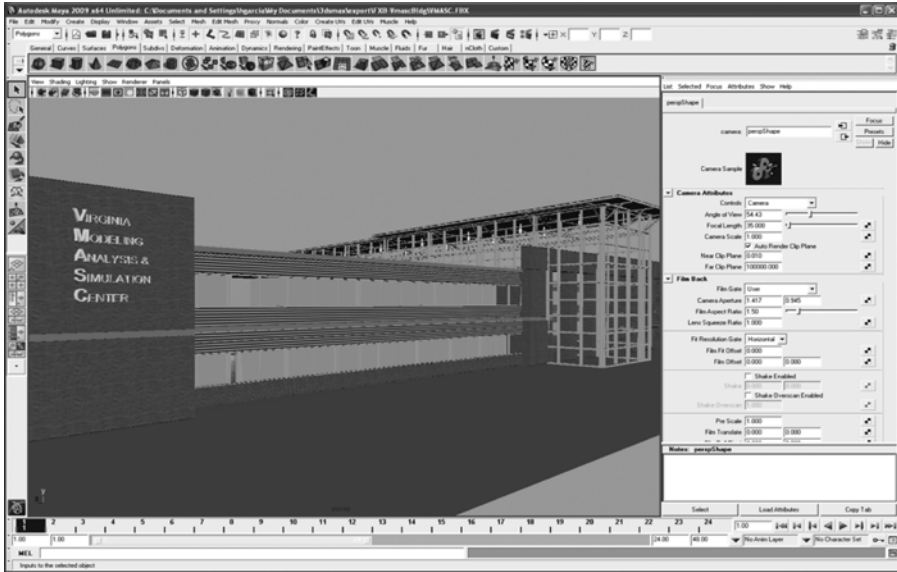 Autodesk Maya 2009 x64 Unlimited: C:\Documents and Settings\hgarcia\My Documents\3dsmax\export\FXB
File Edit Modify Create Display Window Assets Select Mesh Edit Mesh Proxy Normals Color Create UVs Edit UVs Muscle Help
Polygons X: Y: Z:
General Curves Surfaces Polygons Subdivs Deformation Animation Dynamics Rendering PaintEffects Toon Muscle Fluids Fur Hair nCloth Custom
View Shading Lighting Show Renderer Panels
List Selected Focus Attributes Show Help
perspShape
camera: perspShape
Focus
Presets
Show Hide
Camera Sample
Camera Attributes
Controls Camera
Angle of View 54.43
Focal Length 35.000
Camera Scale 1.000
Auto Render Clip Plane
Near Clip Plane 0.010
Far Clip Plane 100000.000
Film Back
Film Gate User
Camera Aperture 1.417 0.945
Film Aspect Ratio 1.50
Lens Squeeze Ratio 1.000
Fit Resolution Gate Horizontal
Film Fit Offset 0.000
Film Offset 0.000 0.000
Shake Enabled
Shake 0.000 0.000
Shake Overscan Enabled
Shake Overscan 1.000
Pre Scale 1.000
Film Translate 0.000 0.000
Notes: perspShape
Select Load Attributes Copy Tab
VIRGINIA
MODELING
ANALYSIS &
SIMULATION
CENTER
persp
1 2 3 4 5 6 7 8 9 10 11 12 13 14 15 16 17 18 19 20 21 22 23 24 1.00
1.00 1.00 24.00 48.00 No Anim Layer No Character Set
MEL
Inputs to the selected object